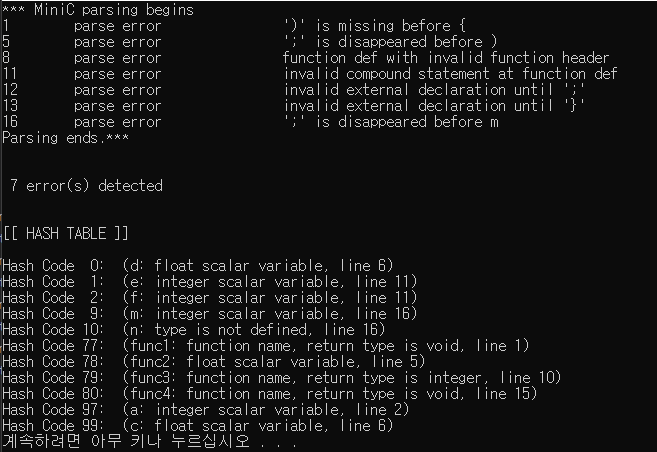 *** MiniC parsing begins
1 parse error ')' is missing before {
5 parse error ';' is disappeared before )
8 function def with invalid function header
11 parse error invalid compound statement at function def
12 parse error invalid external declaration until ';'
13 parse error invalid external declaration until '}'
16 parse error ';' is disappeared before m
Parsing ends.***
7 error(s) detected
[[ HASH TABLE ]]
Hash Code 0: (d: float scalar variable, line 6)
Hash Code 1: (e: integer scalar variable, line 11)
Hash Code 2: (f: integer scalar variable, line 11)
Hash Code 9: (m: integer scalar variable, line 16)
Hash Code 10: (n: type is not defined, line 16)
Hash Code 77: (func1: function name, return type is void, line 1)
Hash Code 78: (func2: float scalar variable, line 5)
Hash Code 79: (func3: function name, return type is integer, line 10)
Hash Code 80: (func4: function name, return type is void, line 15)
Hash Code 97: (a: integer scalar variable, line 2)
Hash Code 99: (c: float scalar variable, line 6)
계속하려면 아무 키나 누르십시오 . . .